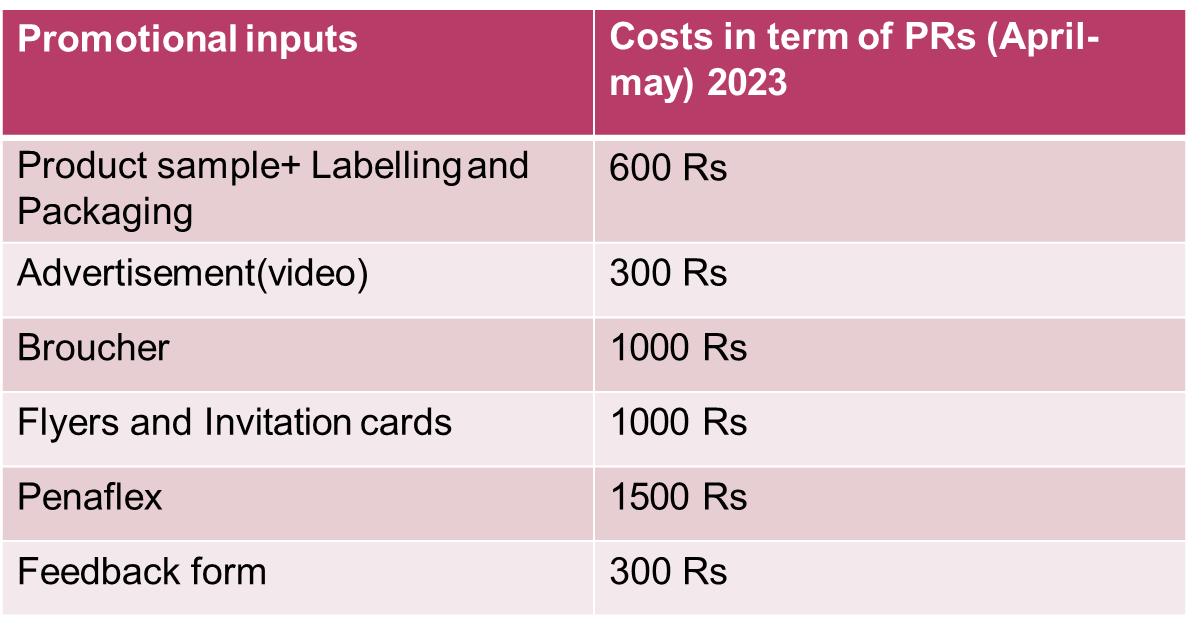 Promotional inputs
Costs in term of PRs (April-
may) 2023
Product sample+ Labelling and
Packaging
600 Rs
Advertisement(video)
300 Rs
Broucher
1000 Rs
Flyers and Invitation cards
1000 Rs
Penaflex
1500 Rs
Feedback form
300 Rs